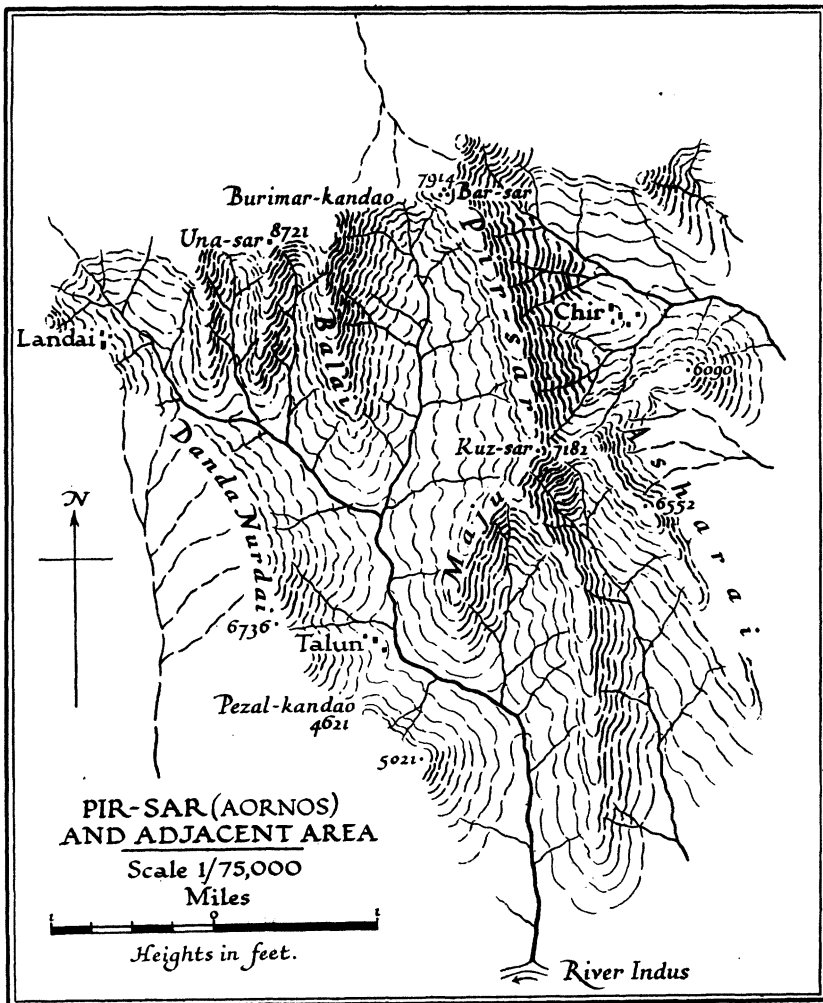 7914
Bar-sar
Burimar-kandao
Una-sar
8721
Pir-sar
Chir
Landai
Balai
6090
Kuz-sar
7182
Asharai
Danda Nurdai
N
6552
Maju
6736
Talun
Pezal-kandao
4621
5021
PIR-SAR (AORNOS)
AND ADJACENT AREA
Scale 1/75,000
Miles
1 0 1
Heights in feet.
River Indus